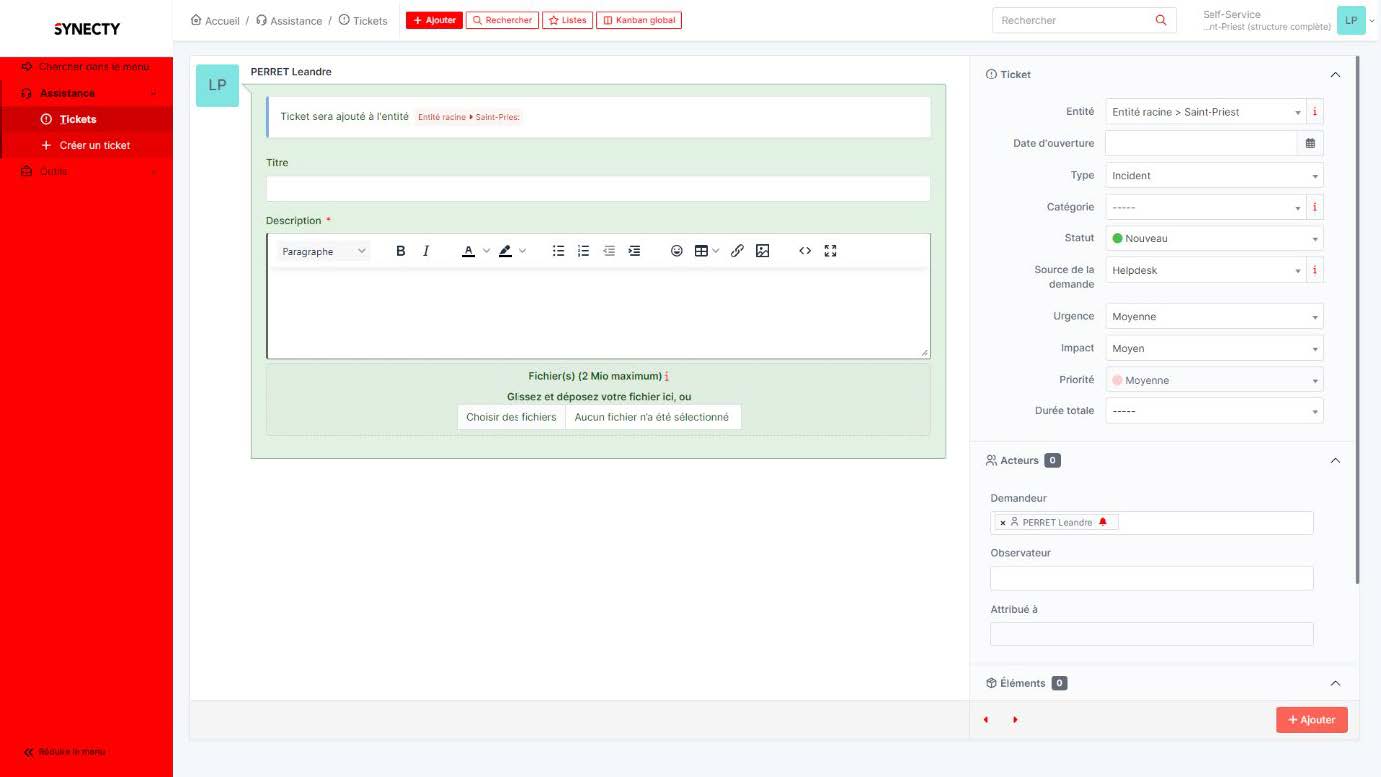 SYNECTY
Chercher dans le menu
Assistance
Tickets
Créer un ticket
Outils
Réduire le menu
Accueil / Assistance / Tickets
Ajouter
Rechercher
Listes
Kanban global
Rechercher
Self-Service
...nt-Priest (structure complète)
LP
LP
PERRET Leandre
Ticket sera ajouté à l'entité Entité racine Saint-Priest
Titre
Description *
Paragraphe
B I A
Fichier(s) (2 Mio maximum) i
Glissez et déposez votre fichier ici, ou
Choisir des fichiers Aucun fichier n'a été sélectionné
Ticket
Entité Entité racine > Saint-Priest i
Date d'ouverture
Type Incident
Catégorie ----- i
Statut Nouveau
Source de la demande Helpdesk i
Urgence Moyenne
Impact Moyen
Priorité Moyenne
Durée totale -----
Acteurs 0
Demandeur
× PERRET Leandre
Observateur
Attribué à
Éléments 0
+ Ajouter